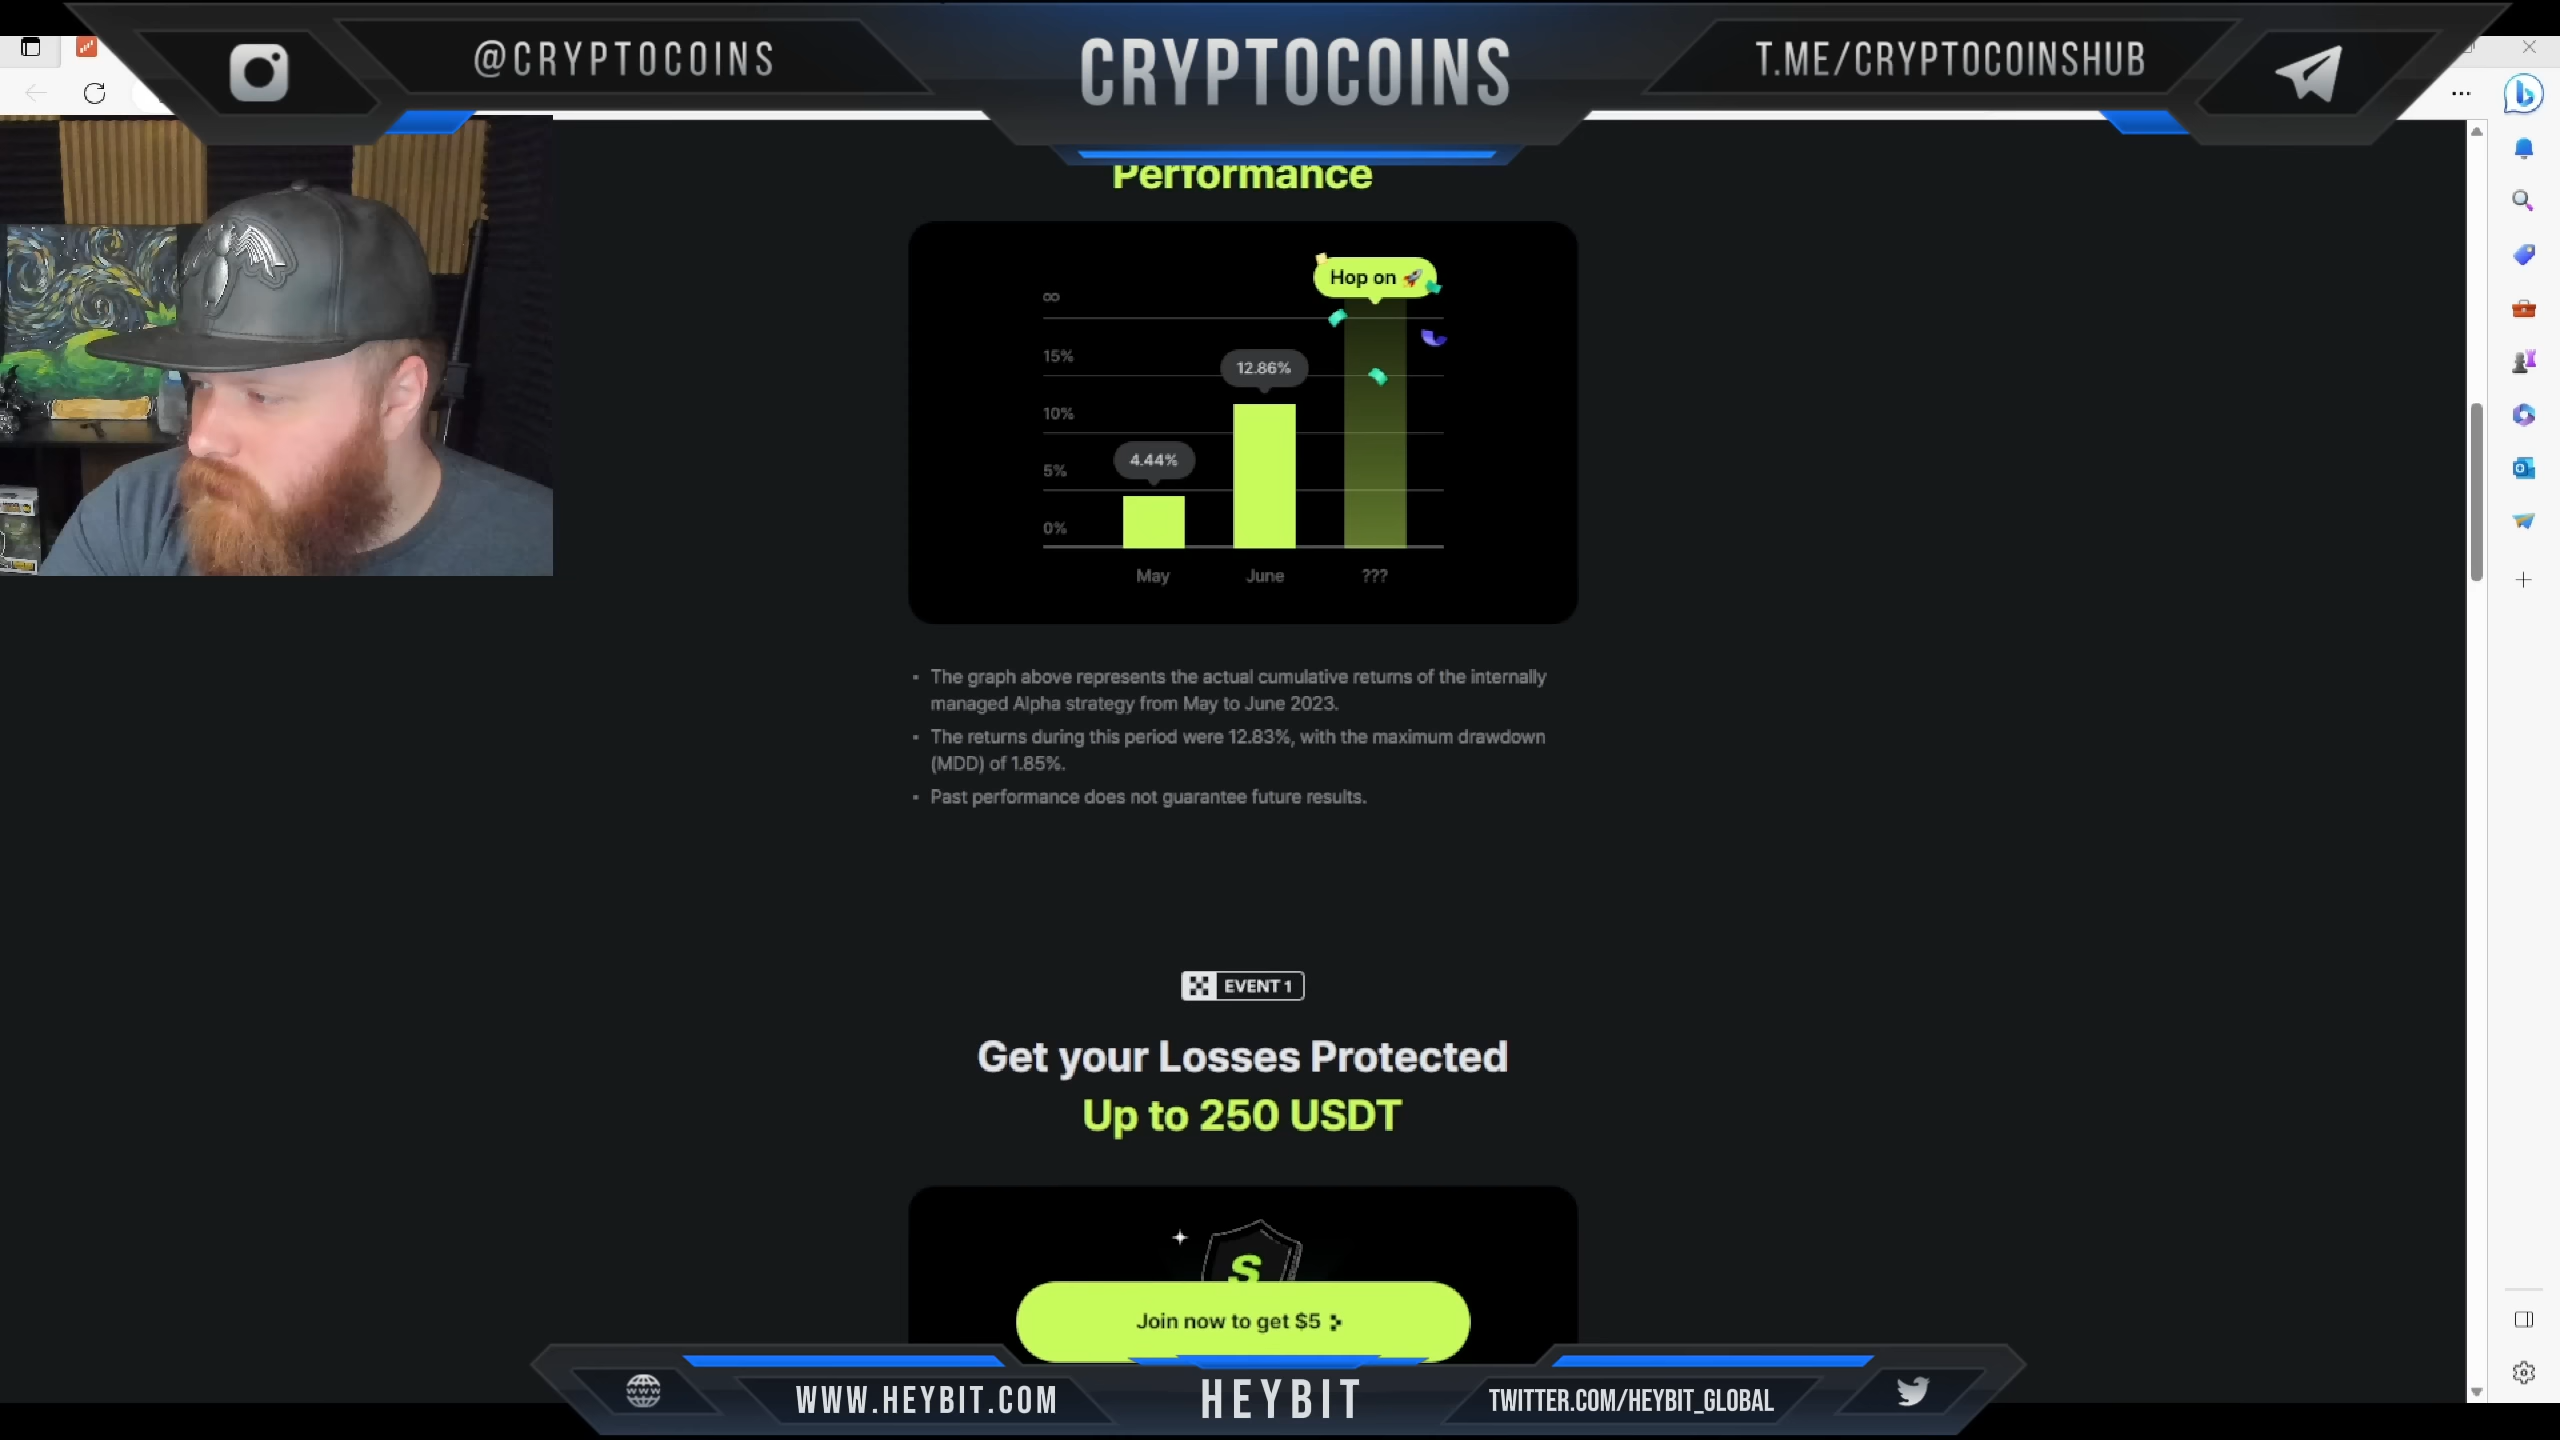 @CRYPTOCOINS
CRYPTOCOINS
T.ME/CRYPTOCOINSHUB
Performance
Hop on 🚀
∞
15%
12.86%
10%
4.44%
5%
0%
May
June
???
The graph above represents the actual cumulative returns of the internally
managed Alpha strategy from May to June 2023.
The returns during this period were 12.83%, with the maximum drawdown
(MDD) of 1.85%.
Past performance does not guarantee future results.
EVENT 1
Get your Losses Protected
Up to 250 USDT
S
Join now to get $5
WWW
WWW.HEYBIT.COM
HEYBIT
TWITTER.COM/HEYBIT_GLOBAL